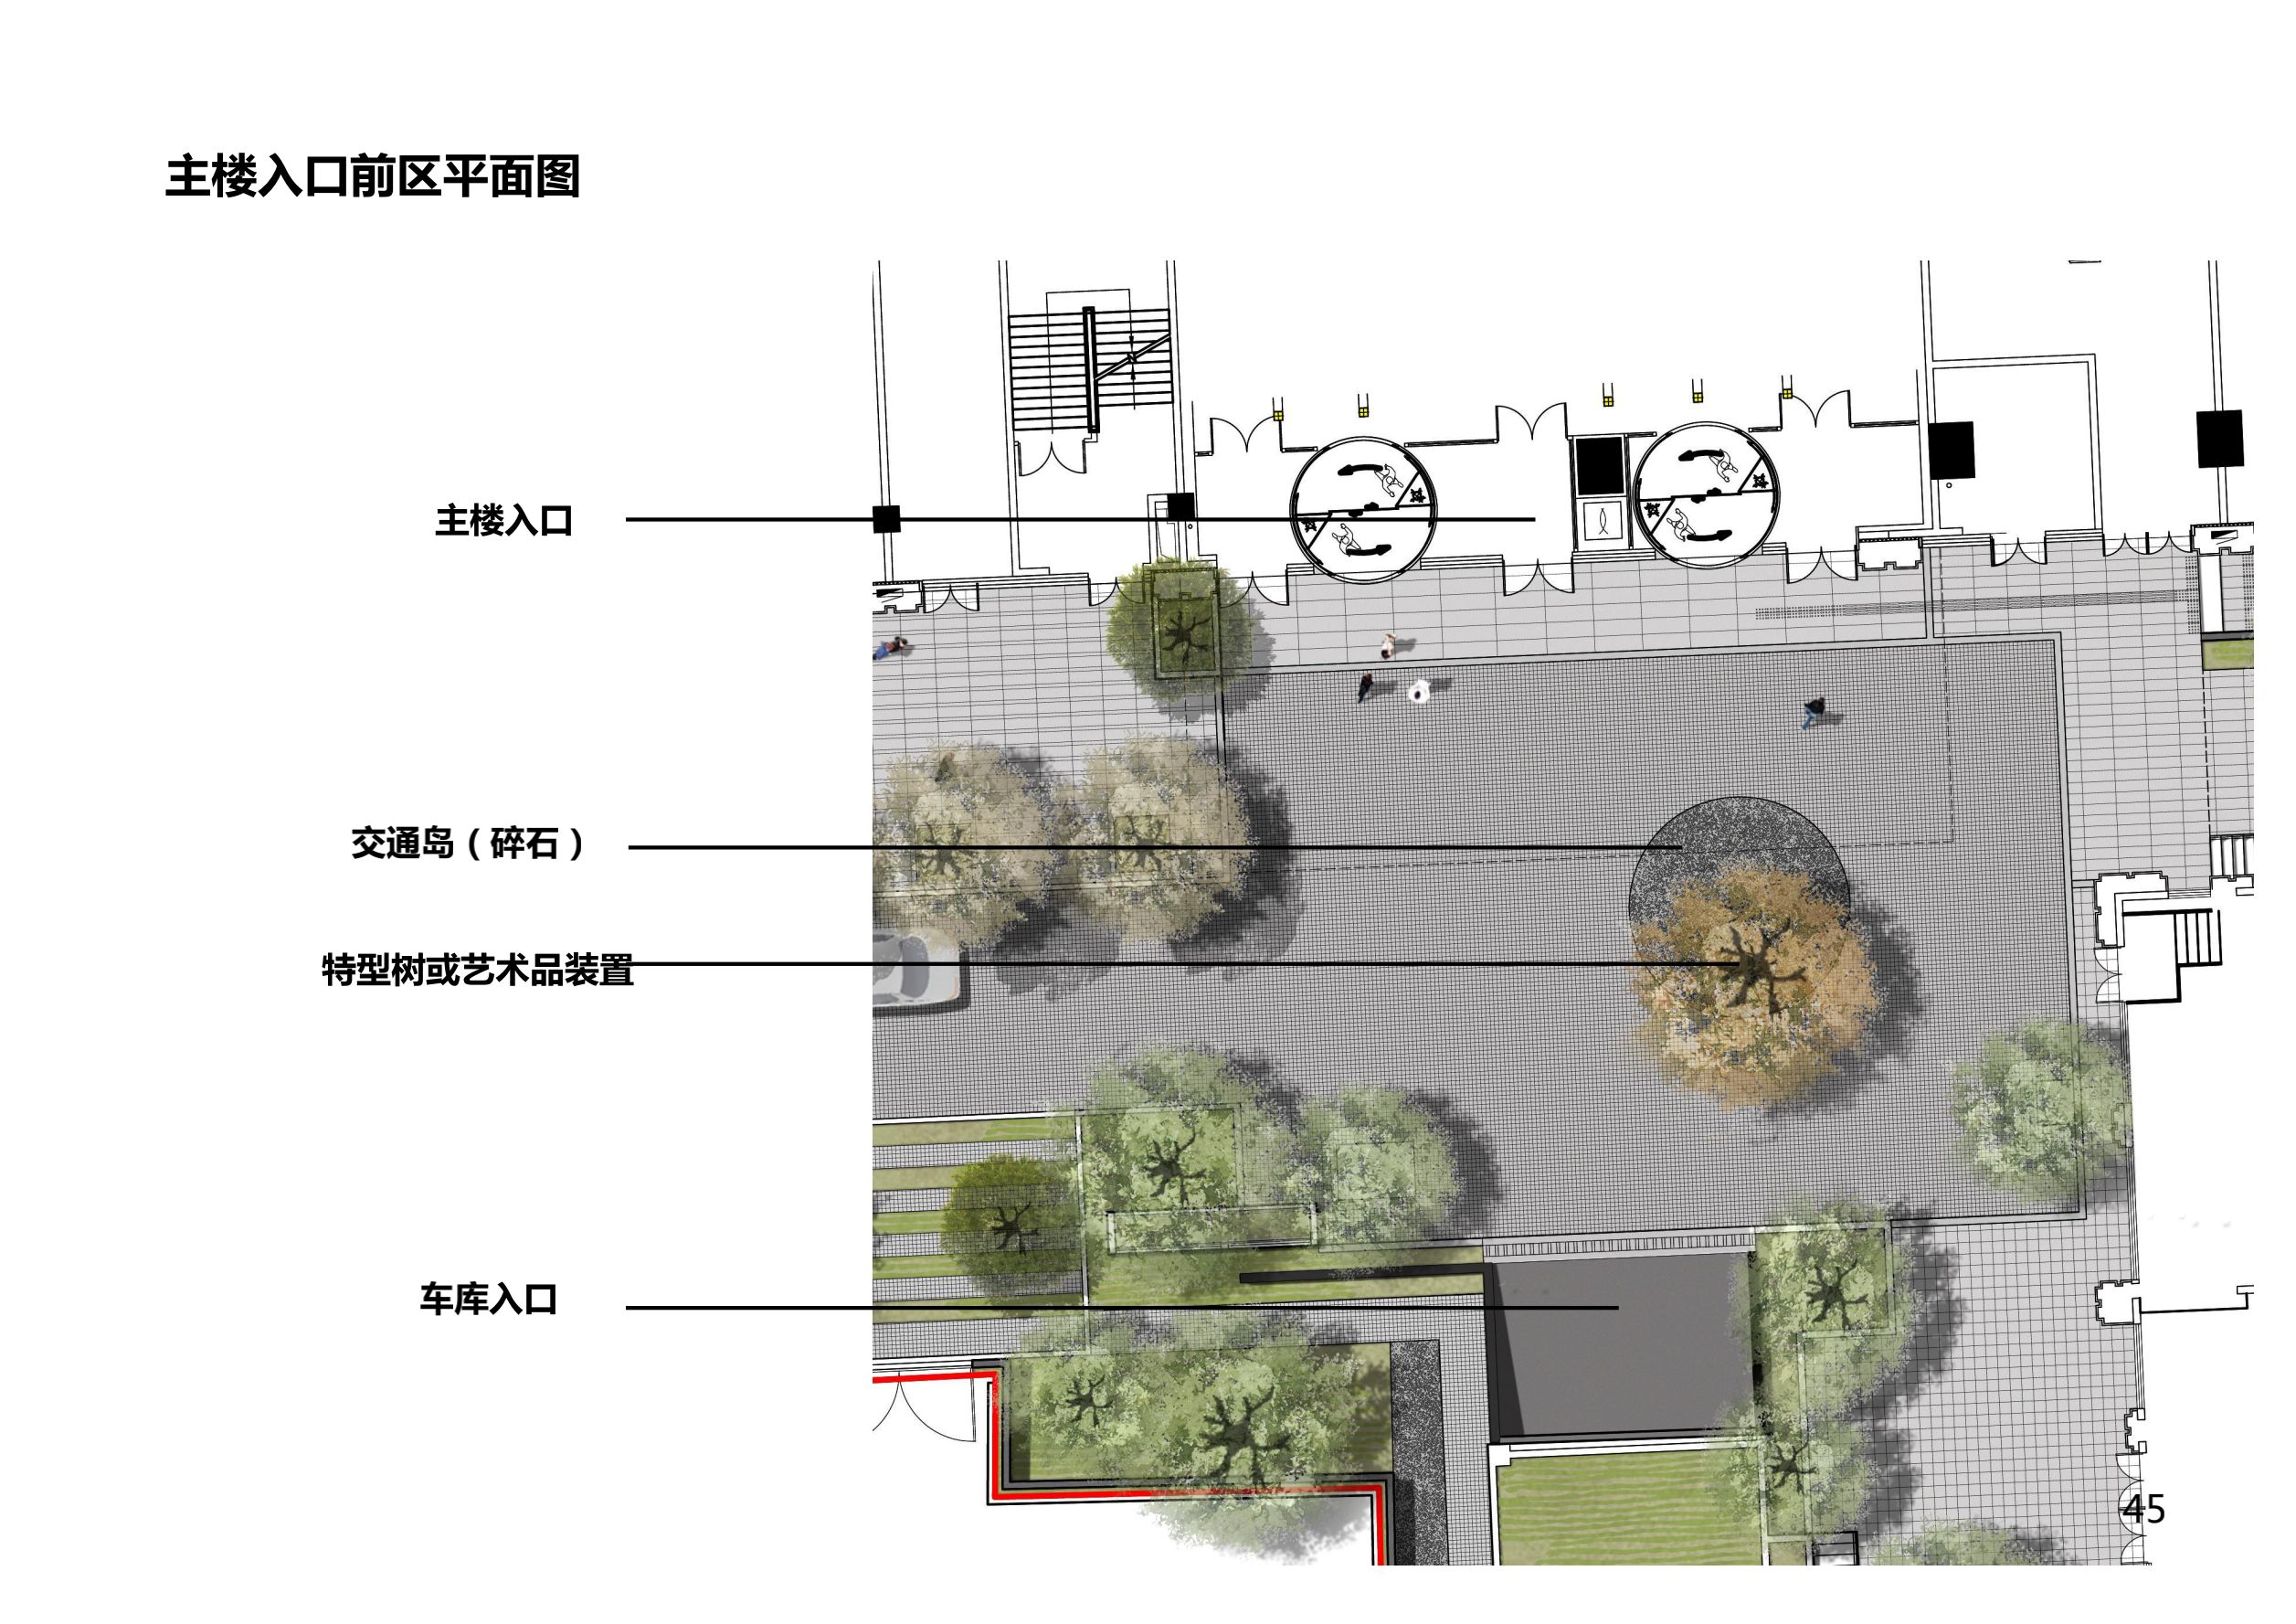 主楼入口前区平面图
主楼入口
交通岛（碎石）
特型树或艺术品装置
车库入口
45